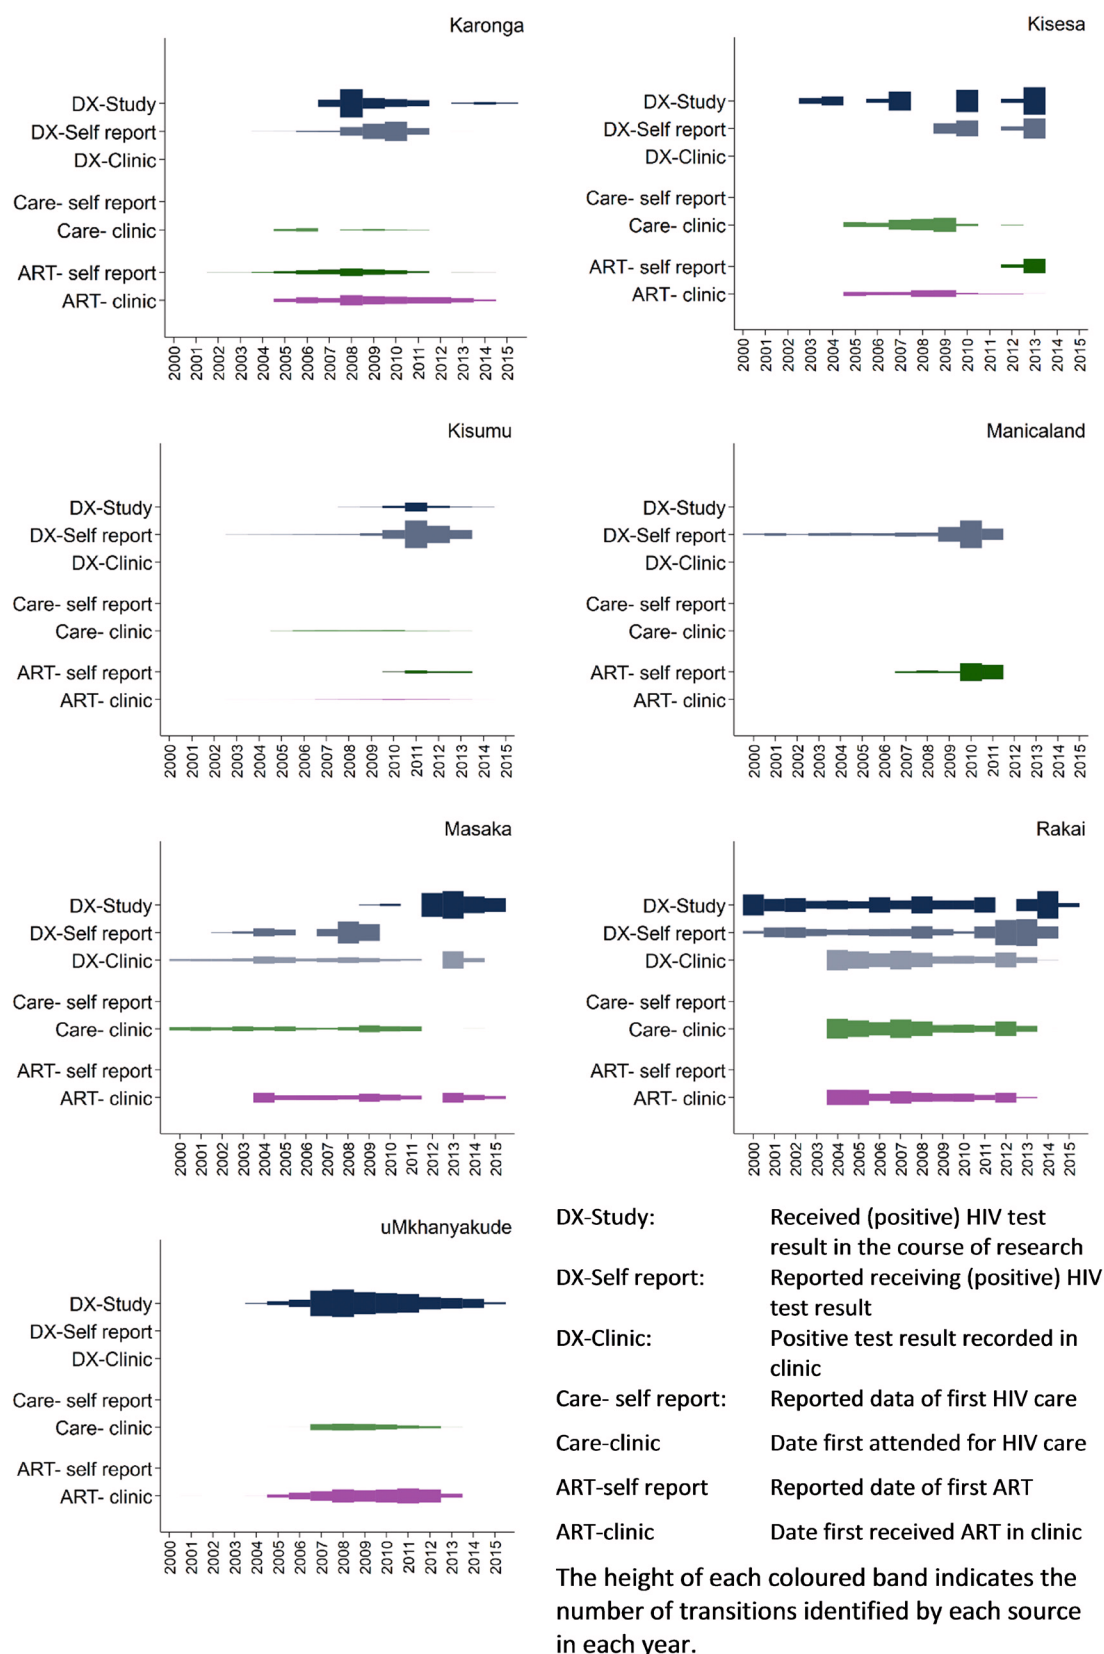 Karonga
DX-Study
DX-Self report
DX-Clinic
Care- self report
Care- clinic
ART- self report
ART- clinic
2000 2001 2002 2003 2004 2005 2006 2007 2008 2009 2010 2011 2012 2013 2014 2015
Kisesa
DX-Study
DX-Self report
DX-Clinic
Care- self report
Care- clinic
ART- self report
ART- clinic
2000 2001 2002 2003 2004 2005 2006 2007 2008 2009 2010 2011 2012 2013 2014 2015
Kisumu
DX-Study
DX-Self report
DX-Clinic
Care- self report
Care- clinic
ART- self report
ART- clinic
2000 2001 2002 2003 2004 2005 2006 2007 2008 2009 2010 2011 2012 2013 2014 2015
Manicaland
DX-Study
DX-Self report
DX-Clinic
Care- self report
Care- clinic
ART- self report
ART- clinic
2000 2001 2002 2003 2004 2005 2006 2007 2008 2009 2010 2011 2012 2013 2014 2015
Masaka
DX-Study
DX-Self report
DX-Clinic
Care- self report
Care- clinic
ART- self report
ART- clinic
2000 2001 2002 2003 2004 2005 2006 2007 2008 2009 2010 2011 2012 2013 2014 2015
Rakai
DX-Study
DX-Self report
DX-Clinic
Care- self report
Care- clinic
ART- self report
ART- clinic
2000 2001 2002 2003 2004 2005 2006 2007 2008 2009 2010 2011 2012 2013 2014 2015
uMkhanyakude
DX-Study
DX-Self report
DX-Clinic
Care- self report
Care- clinic
ART- self report
ART- clinic
2000 2001 2002 2003 2004 2005 2006 2007 2008 2009 2010 2011 2012 2013 2014 2015
DX-Study: Received (positive) HIV test
result in the course of research
DX-Self report: Reported receiving (positive) HIV
test result
DX-Clinic: Positive test result recorded in
clinic
Care- self report: Reported data of first HIV care
Care-clinic Date first attended for HIV care
ART-self report Reported date of first ART
ART-clinic Date first received ART in clinic
The height of each coloured band indicates the
number of transitions identified by each source
in each year.